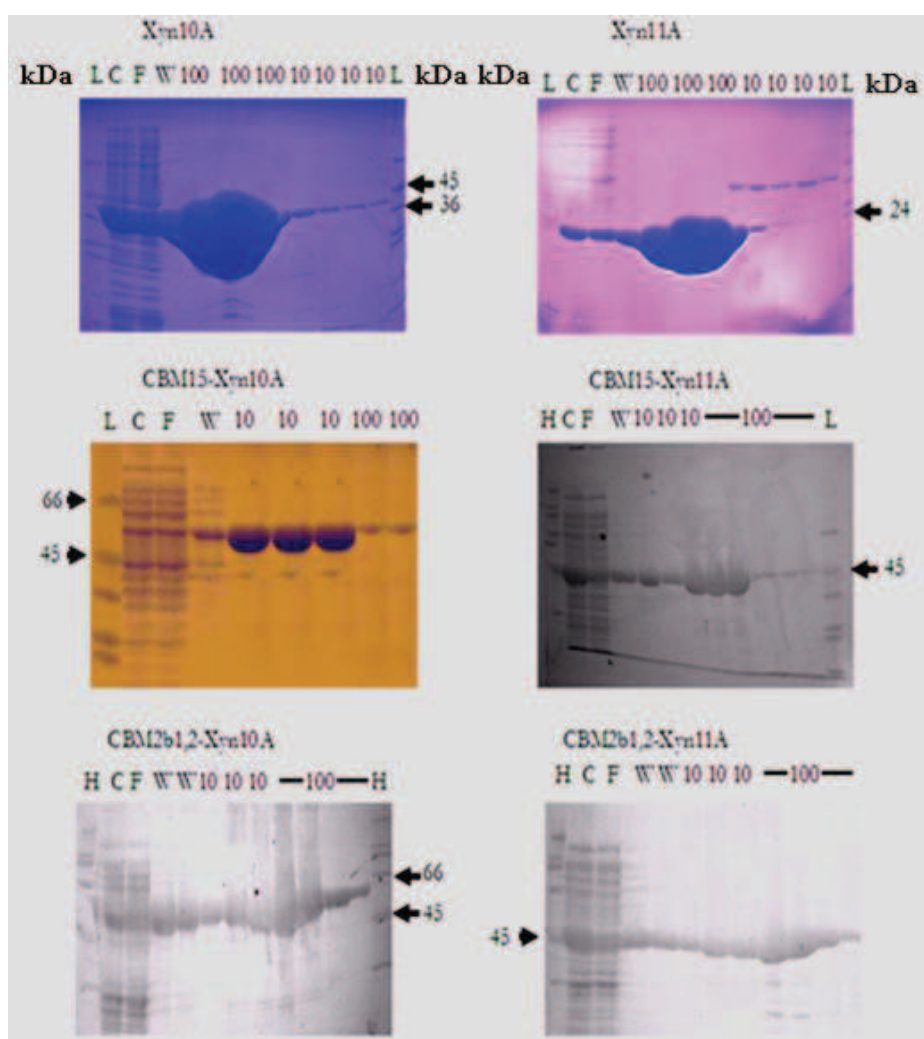 Xyn10A
kDa L C F W 100 100 100 10 10 10 10 L kDa
45
36
Xyn11A
kDa L C F W 100 100 100 10 10 10 10 L kDa
24
CBM15-Xyn10A
L C F W 10 10 10 100 100
66
45
CBM15-Xyn11A
H C F W 10 10 10 100 L
45
CBM2b1,2-Xyn10A
H C F W W 10 10 10 100 H
66
45
CBM2b1,2-Xyn11A
H C F W W 10 10 10 100
45